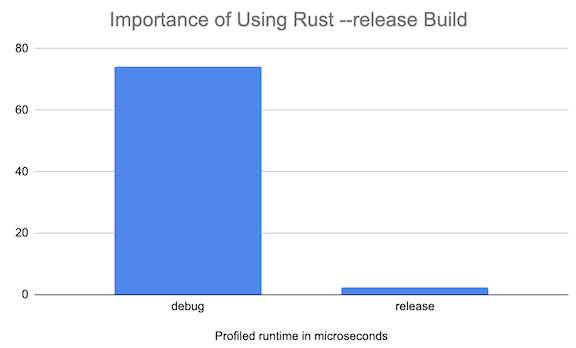 Importance of Using Rust --release Build
80
60
40
20
0
debug release
Profiled runtime in microseconds